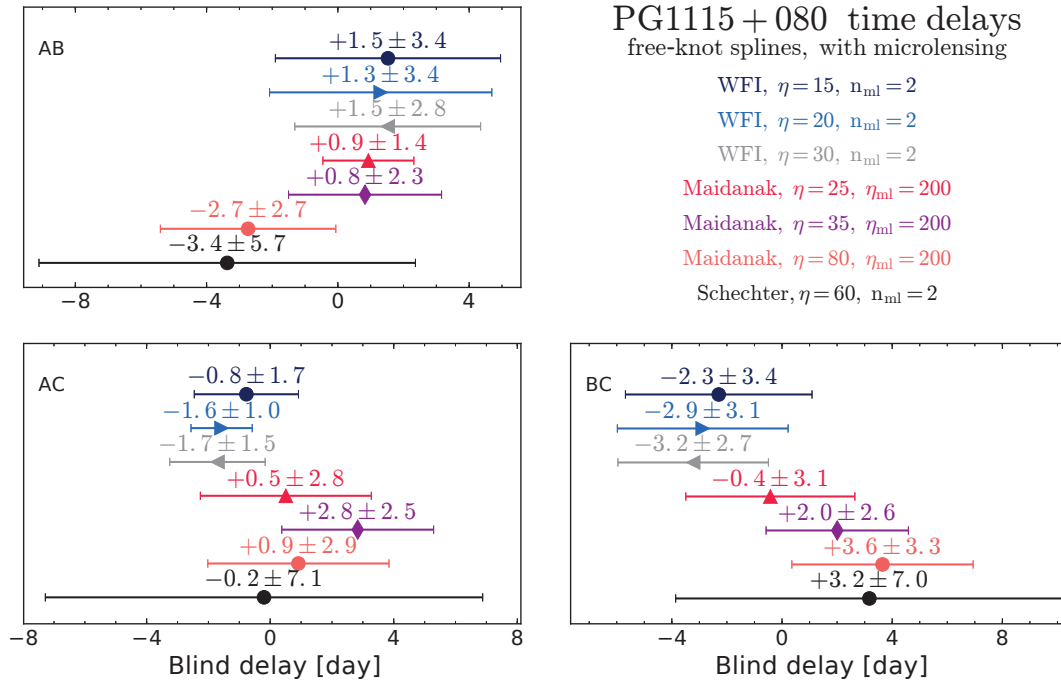 AB
+1.5 ± 3.4
+1.3 ± 3.4
+1.5 ± 2.8
+0.9 ± 1.4
+0.8 ± 2.3
−2.7 ± 2.7
−3.4 ± 5.7
−8 −4 0 4
PG1115 + 080 time delays
free-knot splines, with microlensing
WFI, η = 15, n_ml = 2
WFI, η = 20, n_ml = 2
WFI, η = 30, n_ml = 2
Maidanak, η = 25, η_ml = 200
Maidanak, η = 35, η_ml = 200
Maidanak, η = 80, η_ml = 200
Schechter, η = 60, n_ml = 2
AC
−0.8 ± 1.7
−1.6 ± 1.0
−1.7 ± 1.5
+0.5 ± 2.8
+2.8 ± 2.5
+0.9 ± 2.9
−0.2 ± 7.1
−8 −4 0 4 8
Blind delay [day]
BC
−2.3 ± 3.4
−2.9 ± 3.1
−3.2 ± 2.7
−0.4 ± 3.1
+2.0 ± 2.6
+3.6 ± 3.3
+3.2 ± 7.0
−4 0 4 8
Blind delay [day]